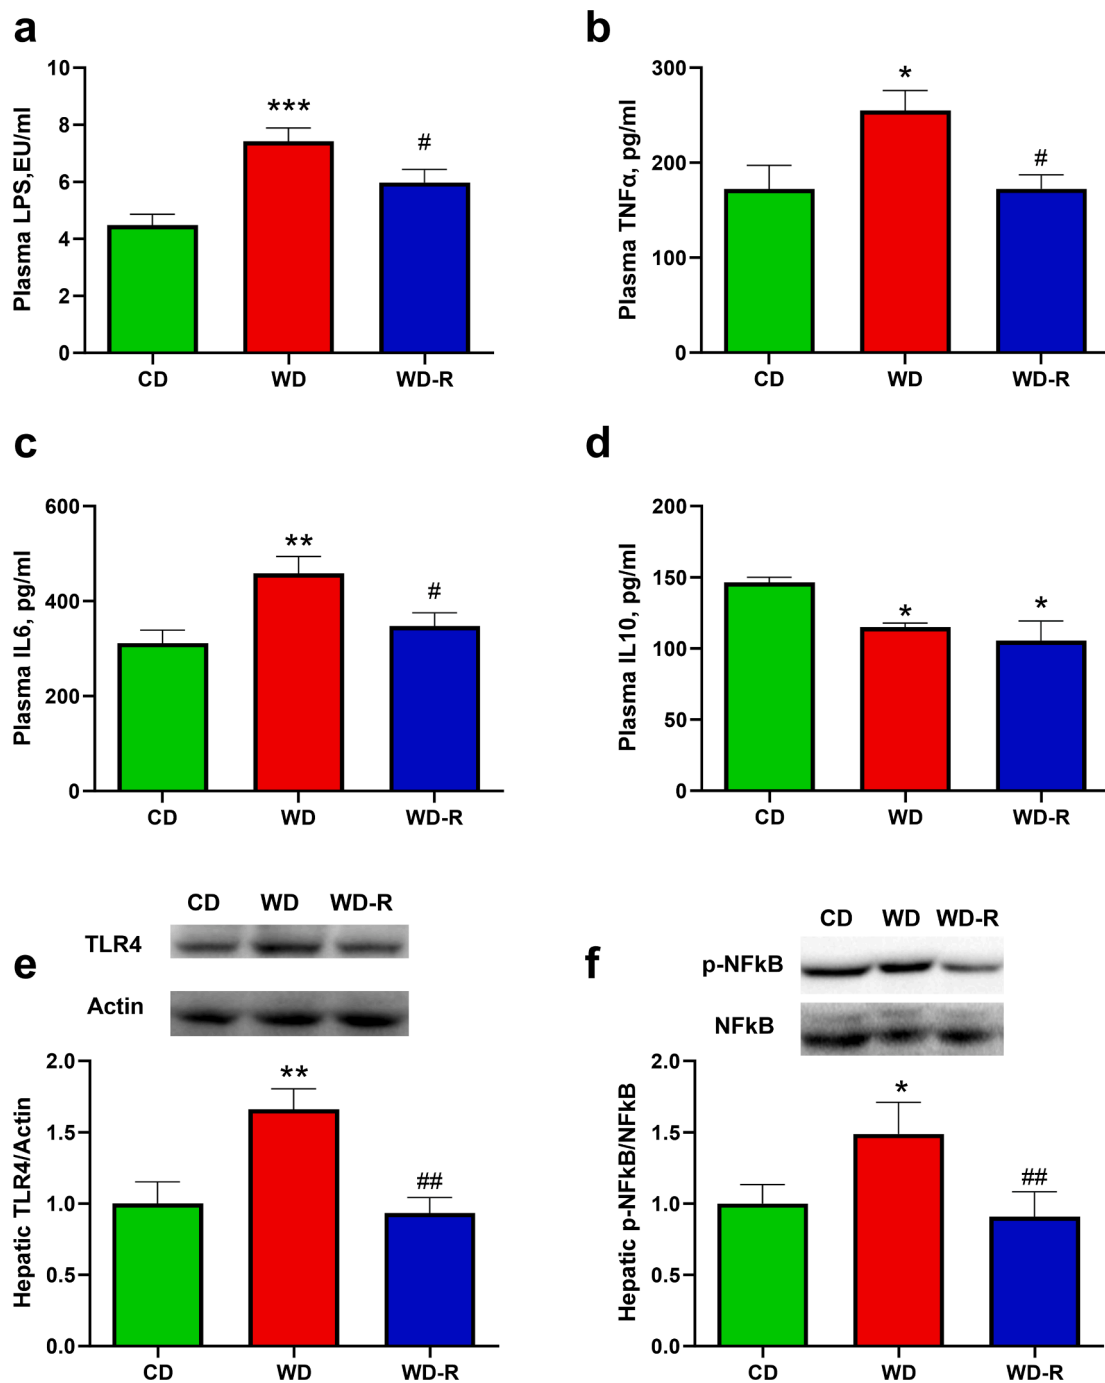 a
Plasma LPS,EU/ml
10
8
6
4
2
0
***
#
CD WD WD-R
b
Plasma TNFα, pg/ml
300
200
100
0
*
#
CD WD WD-R
c
Plasma IL6, pg/ml
600
400
200
0
**
#
CD WD WD-R
d
Plasma IL10, pg/ml
200
150
100
50
0
*
*
CD WD WD-R
e
CD WD WD-R
TLR4
Actin
Hepatic TLR4/Actin
2.0
1.5
1.0
0.5
0.0
**
##
CD WD WD-R
f
CD WD WD-R
p-NFkB
NFkB
Hepatic p-NFkB/NFkB
2.0
1.5
1.0
0.5
0.0
*
##
CD WD WD-R